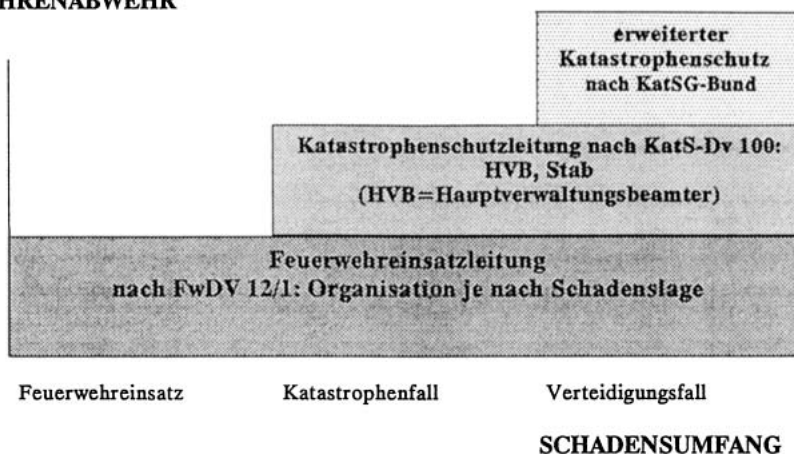 HRENABWEHR
erweiterter
Katastrophenschutz
nach KatSG-Bund
Katastrophenschutzleitung nach KatS-Dv 100:
HVB, Stab
(HVB=Hauptverwaltungsbeamter)
Feuerwehreinsatzleitung
nach FwDV 12/1: Organisation je nach Schadenslage
Feuerwehreinsatz Katastrophenfall Verteidigungsfall
SCHADENSUMFANG